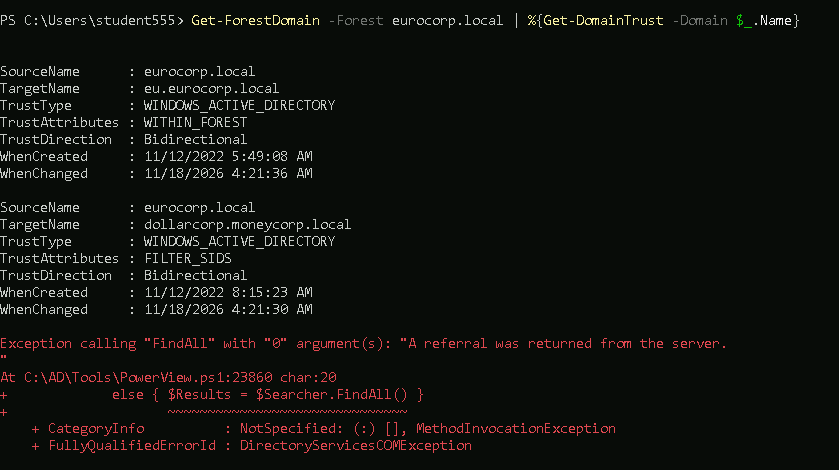 PS C:\Users\student555> Get-ForestDomain -Forest eurocorp.local | %{Get-DomainTrust -Domain $_.Name}
SourceName      : eurocorp.local
TargetName      : eu.eurocorp.local
TrustType       : WINDOWS_ACTIVE_DIRECTORY
TrustAttributes : WITHIN_FOREST
TrustDirection  : Bidirectional
WhenCreated     : 11/12/2022 5:49:08 AM
WhenChanged     : 11/18/2026 4:21:36 AM
SourceName      : eurocorp.local
TargetName      : dollarcorp.moneycorp.local
TrustType       : WINDOWS_ACTIVE_DIRECTORY
TrustAttributes : FILTER_SIDS
TrustDirection  : Bidirectional
WhenCreated     : 11/12/2022 8:15:23 AM
WhenChanged     : 11/18/2026 4:21:30 AM
Exception calling "FindAll" with "0" argument(s): "A referral was returned from the server.
"
At C:\AD\Tools\PowerView.ps1:23860 char:20
+             else { $Results = $Searcher.FindAll() }
+                    ~~~~~~~~~~~~~~~~~~~~~~~~~~~~~~
    + CategoryInfo          : NotSpecified: (:) [], MethodInvocationException
    + FullyQualifiedErrorId : DirectoryServicesCOMException